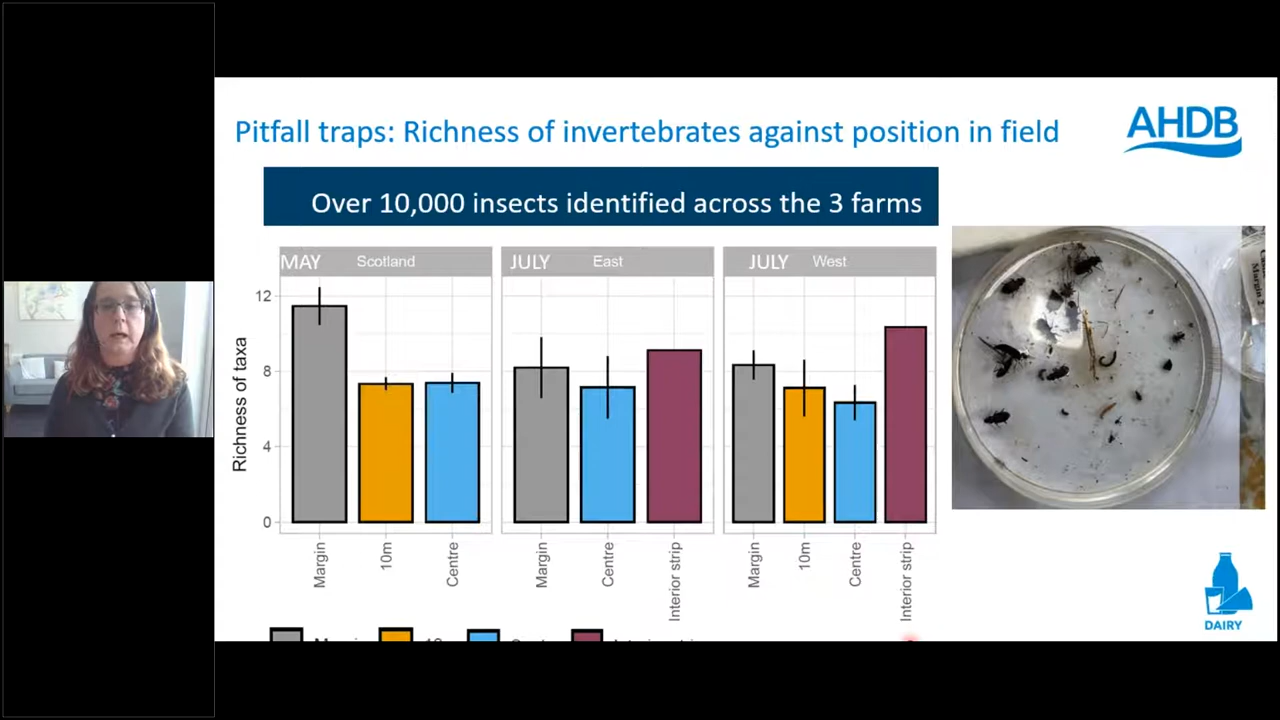 Pitfall traps: Richness of invertebrates against position in field
AHDB
Over 10,000 insects identified across the 3 farms
MAY Scotland
JULY East
JULY West
Richness of taxa
12
8
4
0
Margin
10m
Centre
Margin
Centre
Interior strip
Margin
10m
Centre
Interior strip
Margin 2
DAIRY